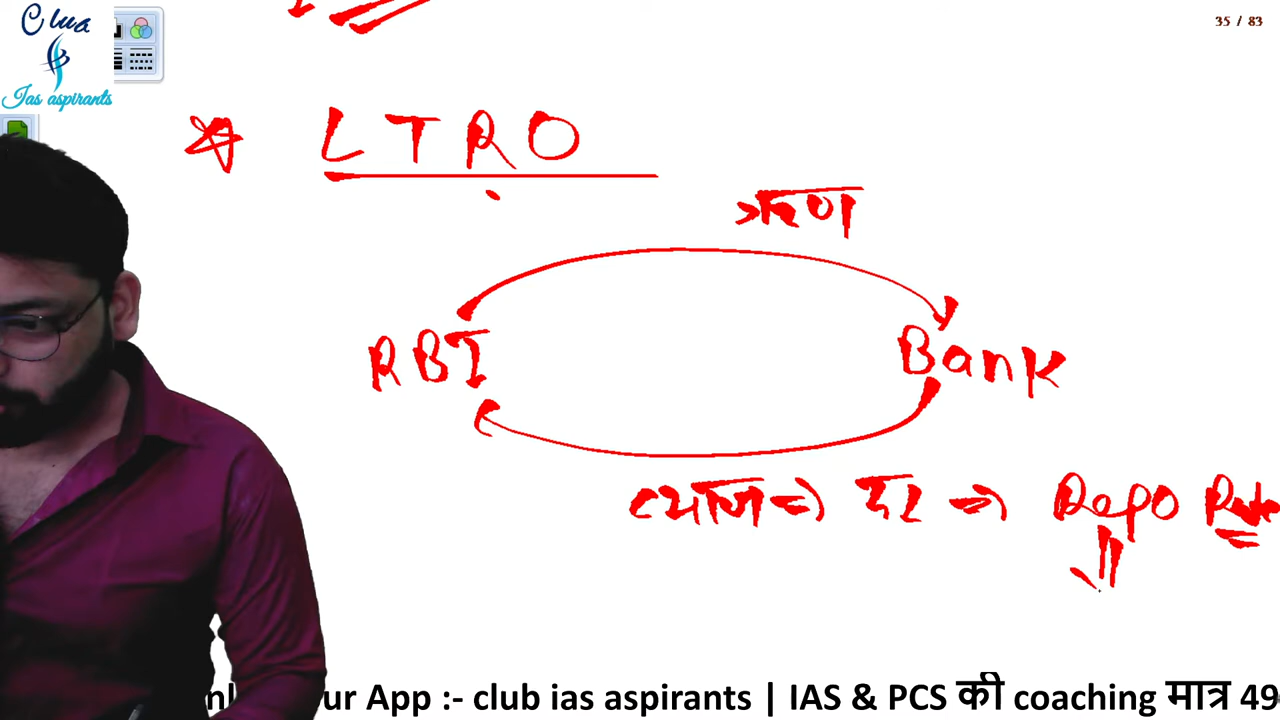 Club
Ias aspirants
35 / 83
LTRO
ऋण
RBI
Bank
ब्याज ⇒ दर ⇒ Repo Rate
ur App :- club ias aspirants | IAS & PCS की coaching मात्र 49